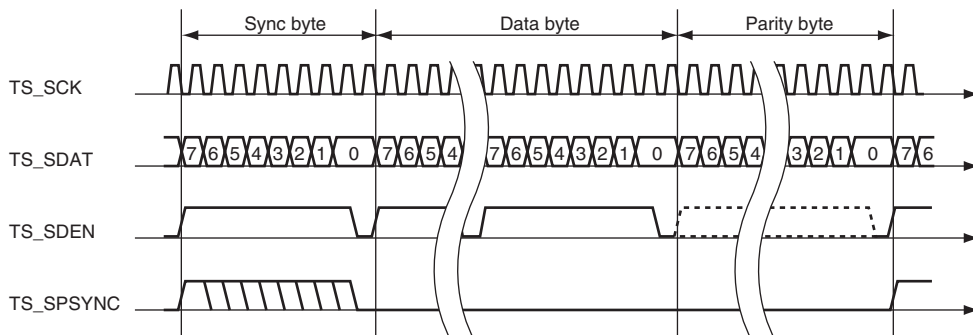 Sync byte Data byte Parity byte
TS_SCK
TS_SDAT 7 6 5 4 3 2 1 0 7 6 5 4 7 6 5 4 3 2 1 0 7 6 5 4 3 2 1 0 7 6
TS_SDEN
TS_SPSYNC